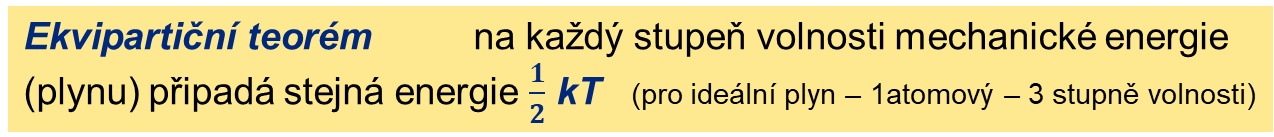 Ekvipartiční teorém na každý stupeň volnosti mechanické energie
(plynu) připadá stejná energie 1/2 kT (pro ideální plyn – 1atomový – 3 stupně volnosti)